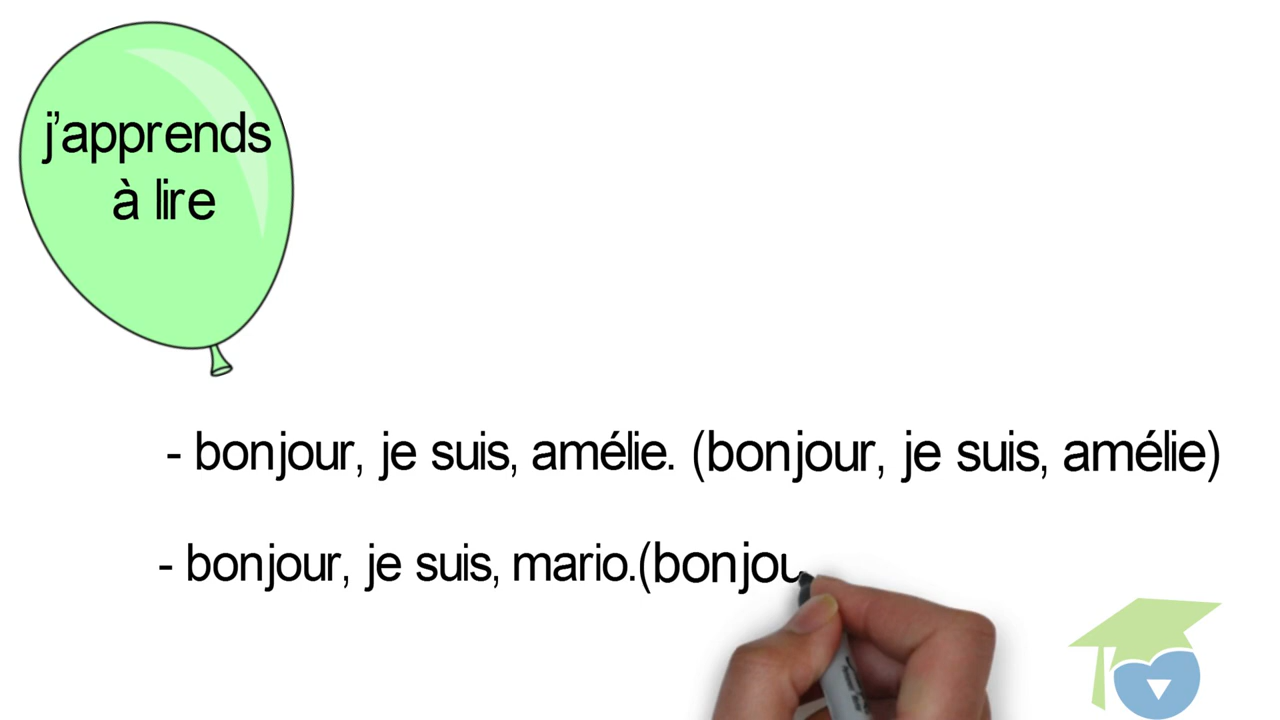 j'apprends
à lire
- bonjour, je suis, amélie. (bonjour, je suis, amélie)
- bonjour, je suis, mario.(bonjou